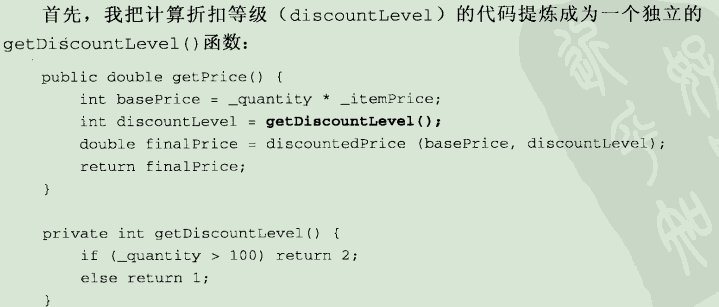 首先，我把计算折扣等级（discountLevel）的代码提炼成为一个独立的
getDiscountLevel()函数：
public double getPrice() {
int basePrice = _quantity * _itemPrice;
int discountLevel = getDiscountLevel();
double finalPrice = discountedPrice (basePrice, discountLevel);
return finalPrice;
}
private int getDiscountLevel() {
if (_quantity > 100) return 2;
else return 1;
}